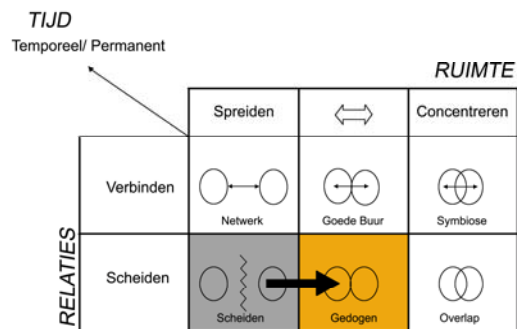 TIJD
Temporeel/ Permanent
RUIMTE
Spreiden
Concentreren
Verbinden
Netwerk
Goede Buur
Symbiose
RELATIES
Scheiden
Scheiden
Gedogen
Overlap